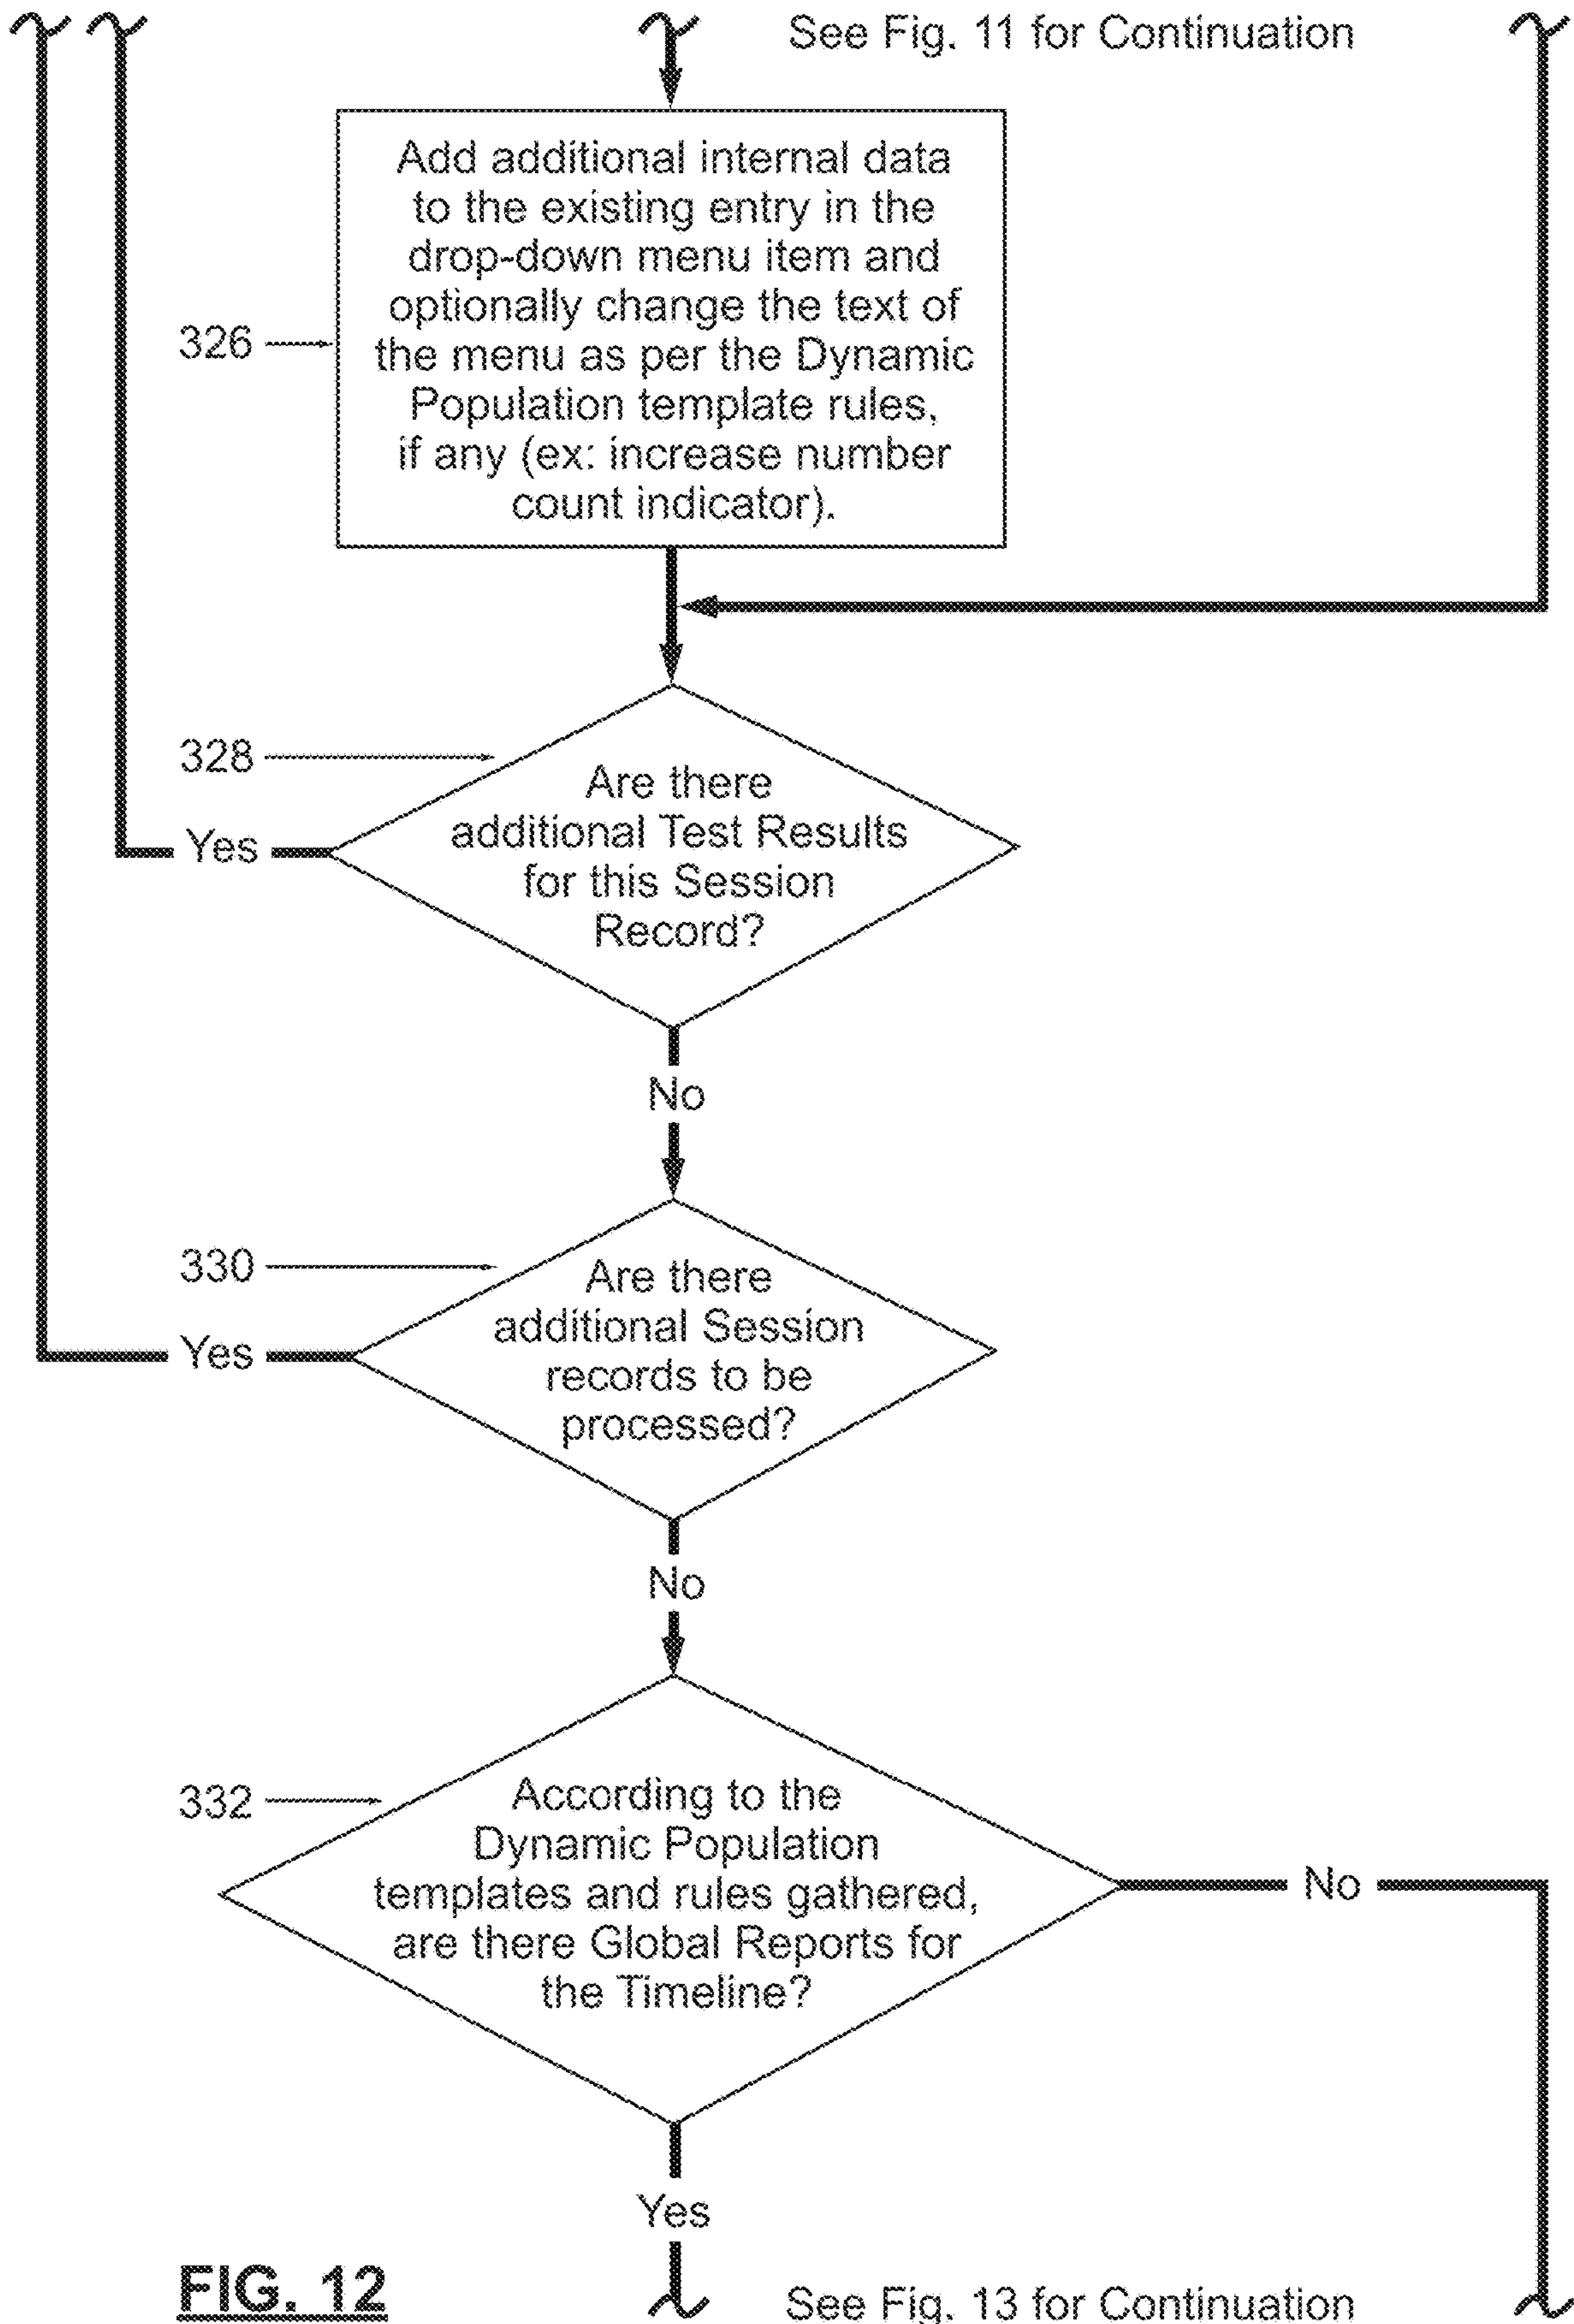 See Fig. 11 for Continuation
Add additional internal data
to the existing entry in the
drop-down menu item and
optionally change the text of
326
the menu as per the Dynamic
Population template rules,
if any (ex: increase number
count indicator).
328
Are there
additional Test Results
Yes
for this Session
Record?
No
330
Are there
additional Session
Yes
records to be
processed?
No
332
According to the
Dynamic Population
templates and rules gathered,
No
are there Global Reports for
the Timeline?
Yes
FIG. 12
See Fig. 13 for Continuation